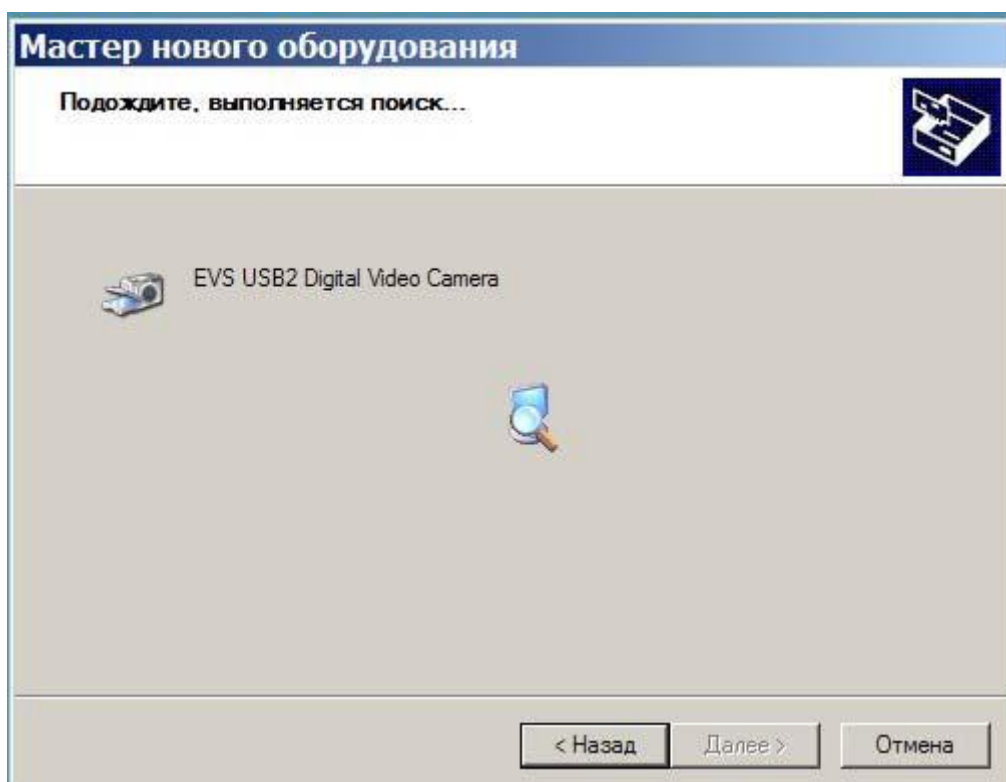 Мастер нового оборудования
Подождите, выполняется поиск...
EVS USB2 Digital Video Camera
< Назад
Далее >
Отмена